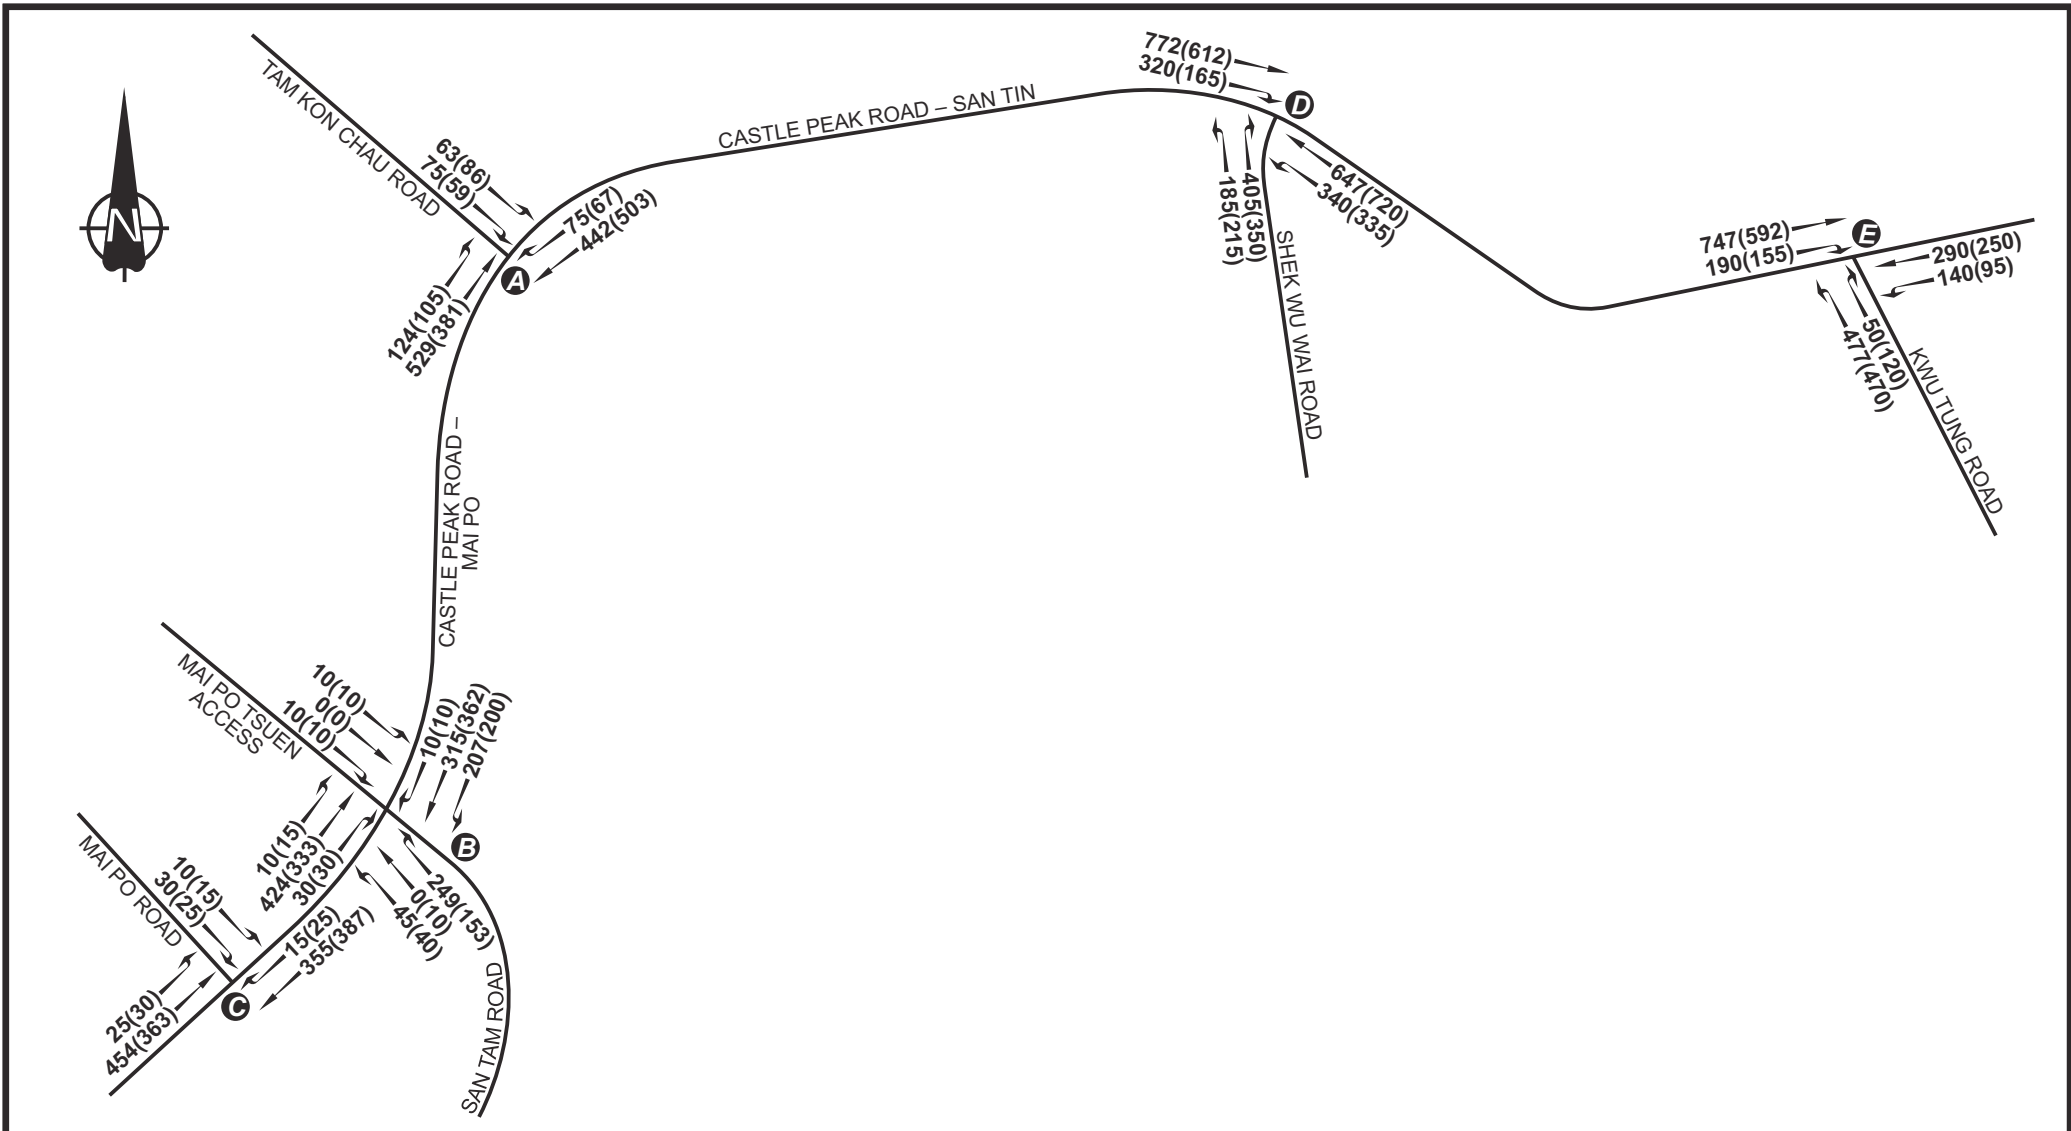 N
TAM KON CHAU ROAD
63(86)
75(59)
75(67)
442(503)
124(105)
529(381)
A
CASTLE PEAK ROAD – SAN TIN
772(612)
320(165)
D
185(215)
405(350)
647(720)
340(335)
SHEK WU WAI ROAD
747(592)
190(155)
E
290(250)
140(95)
50(120)
477(470)
KWU TUNG ROAD
CASTLE PEAK ROAD –
MAI PO
MAI PO TSUEN
ACCESS
10(10)
0(0)
10(10)
10(10)
315(362)
207(200)
B
10(15)
424(333)
30(30)
249(153)
0(10)
45(40)
SAN TAM ROAD
MAI PO ROAD
10(15)
30(25)
15(25)
355(387)
25(30)
454(363)
C